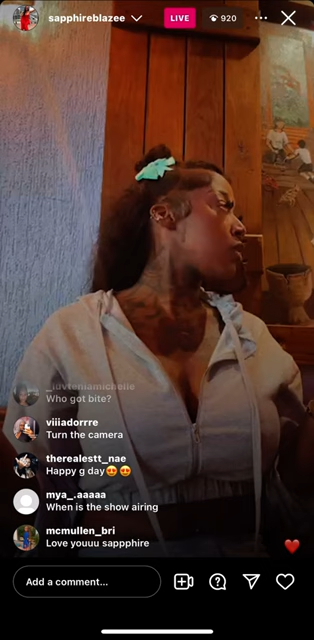 sapphireblazee
LIVE
920
_idvteniamichelle
Who got bite?
viiiadorrre
Turn the camera
therealestt_nae
Happy g day😍😍
mya_.aaaaa
When is the show airing
mcmullen_bri
Love youuu sappphire
Add a comment...